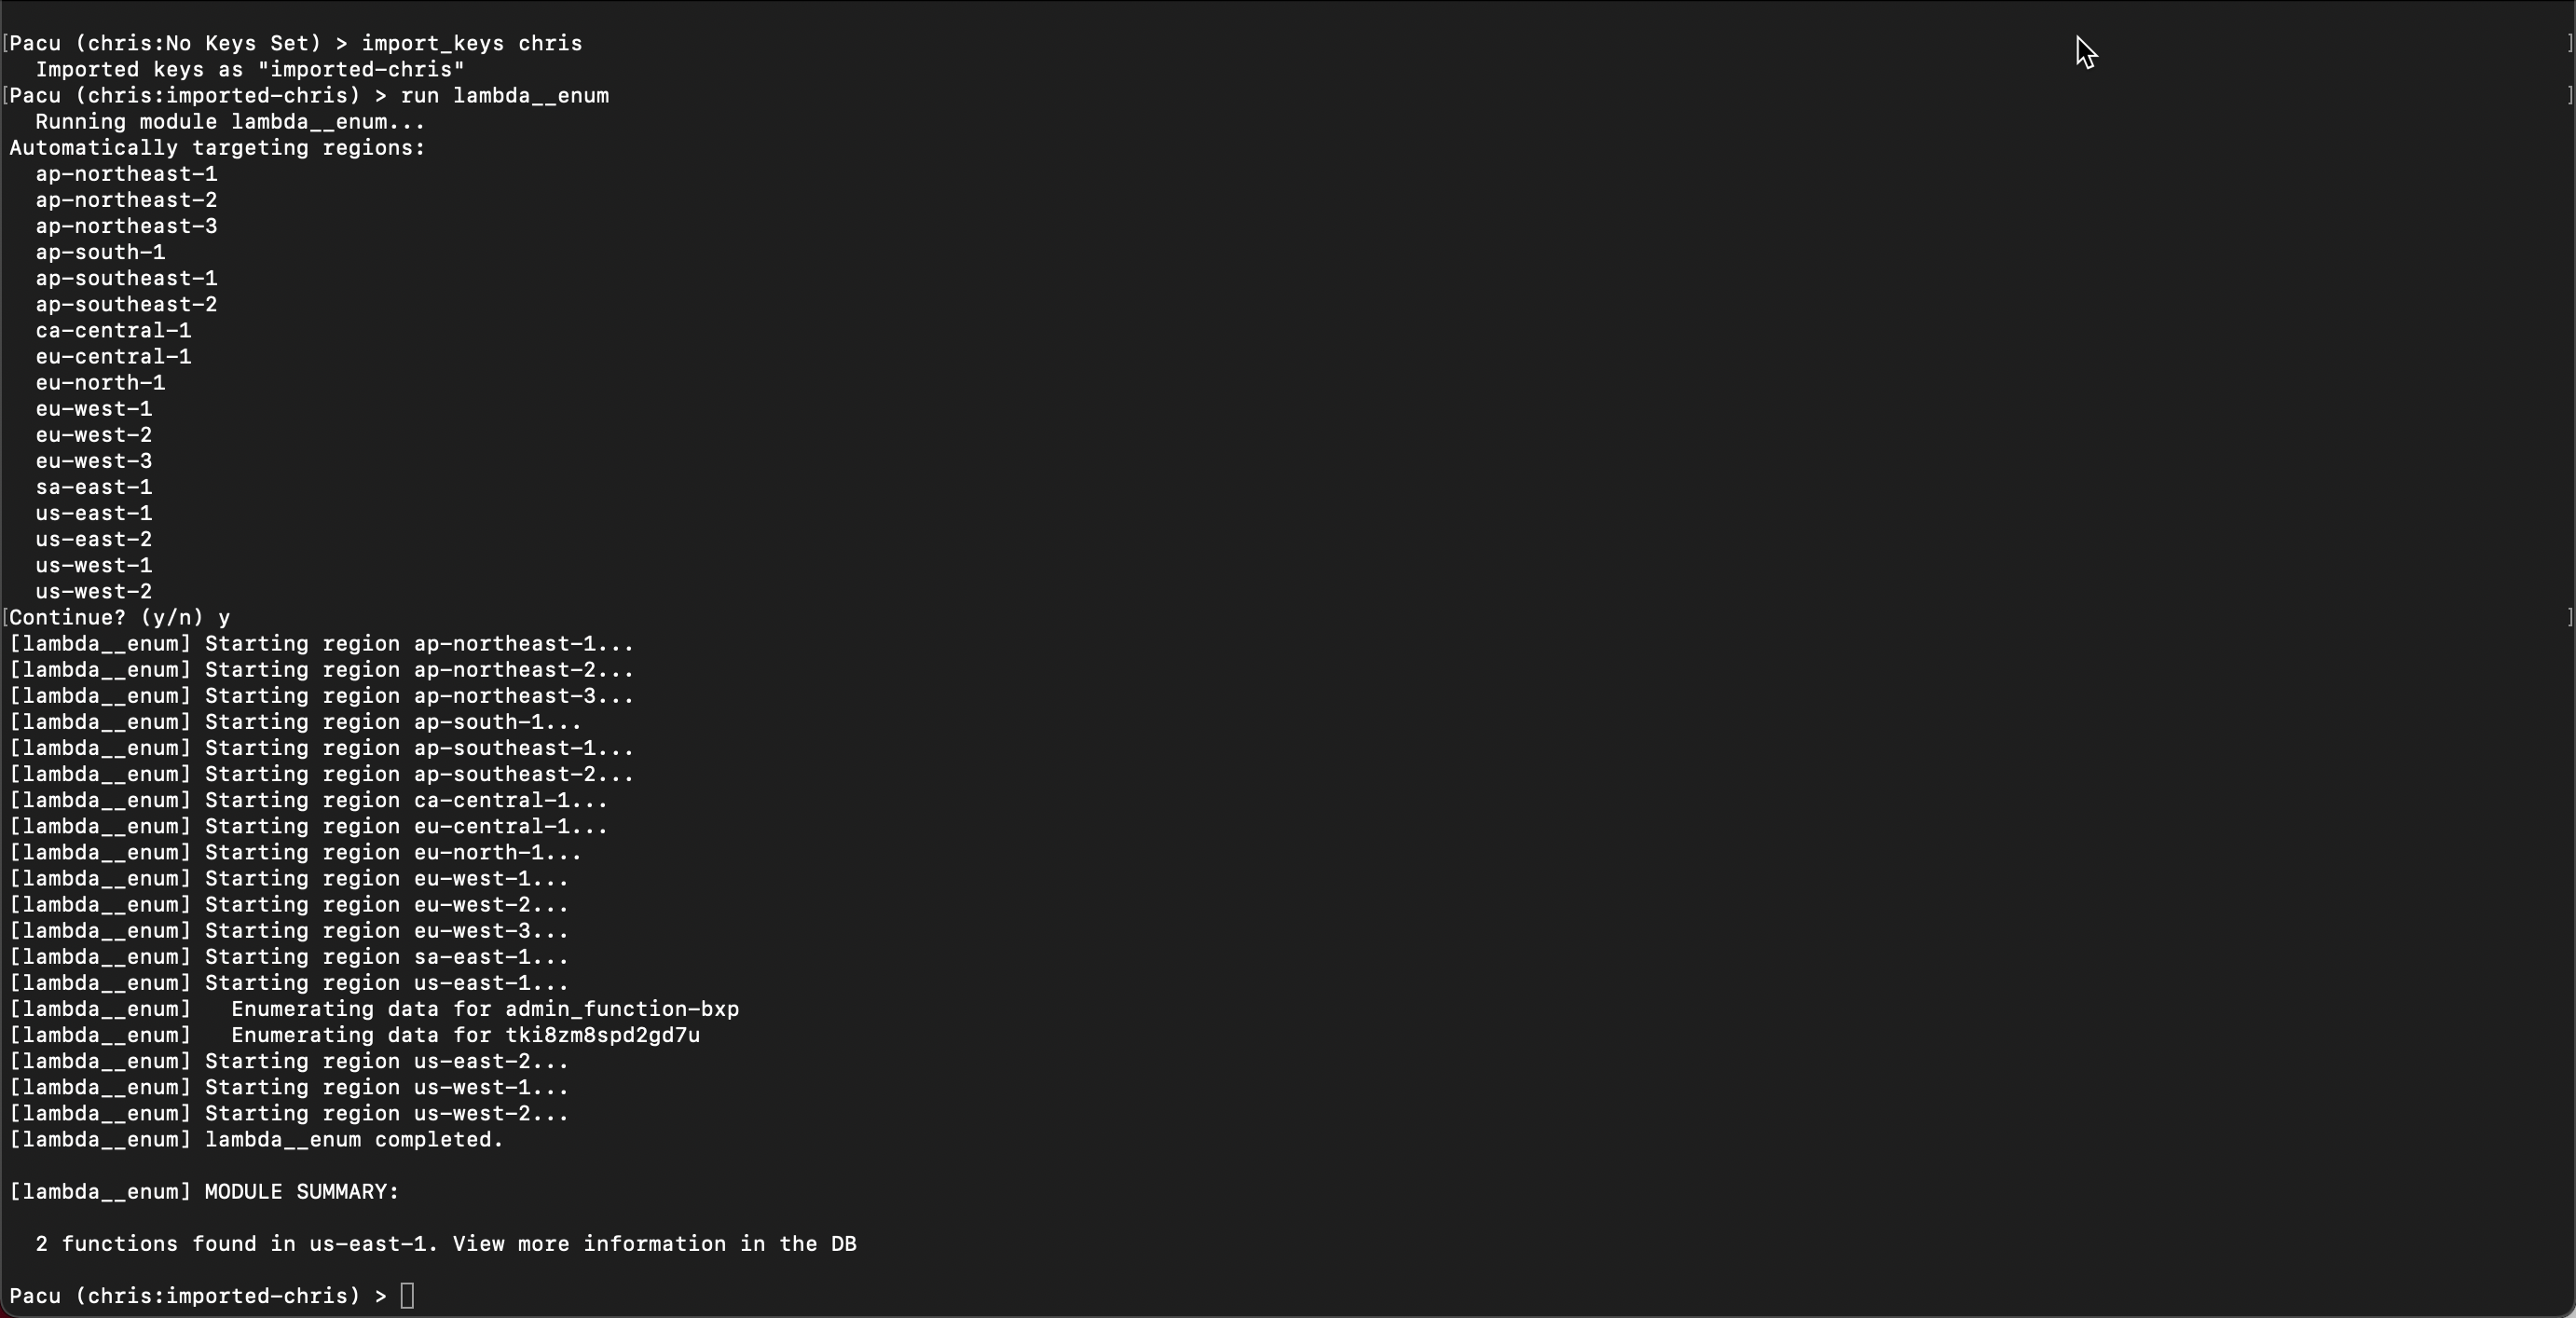 [Pacu (chris:No Keys Set) > import_keys chris ]
  Imported keys as "imported-chris"
[Pacu (chris:imported-chris) > run lambda__enum ]
  Running module lambda__enum...
Automatically targeting regions:
  ap-northeast-1
  ap-northeast-2
  ap-northeast-3
  ap-south-1
  ap-southeast-1
  ap-southeast-2
  ca-central-1
  eu-central-1
  eu-north-1
  eu-west-1
  eu-west-2
  eu-west-3
  sa-east-1
  us-east-1
  us-east-2
  us-west-1
  us-west-2
[Continue? (y/n) y ]
[lambda__enum] Starting region ap-northeast-1...
[lambda__enum] Starting region ap-northeast-2...
[lambda__enum] Starting region ap-northeast-3...
[lambda__enum] Starting region ap-south-1...
[lambda__enum] Starting region ap-southeast-1...
[lambda__enum] Starting region ap-southeast-2...
[lambda__enum] Starting region ca-central-1...
[lambda__enum] Starting region eu-central-1...
[lambda__enum] Starting region eu-north-1...
[lambda__enum] Starting region eu-west-1...
[lambda__enum] Starting region eu-west-2...
[lambda__enum] Starting region eu-west-3...
[lambda__enum] Starting region sa-east-1...
[lambda__enum] Starting region us-east-1...
[lambda__enum]   Enumerating data for admin_function-bxp
[lambda__enum]   Enumerating data for tki8zm8spd2gd7u
[lambda__enum] Starting region us-east-2...
[lambda__enum] Starting region us-west-1...
[lambda__enum] Starting region us-west-2...
[lambda__enum] lambda__enum completed.
[lambda__enum] MODULE SUMMARY:
  2 functions found in us-east-1. View more information in the DB
Pacu (chris:imported-chris) >